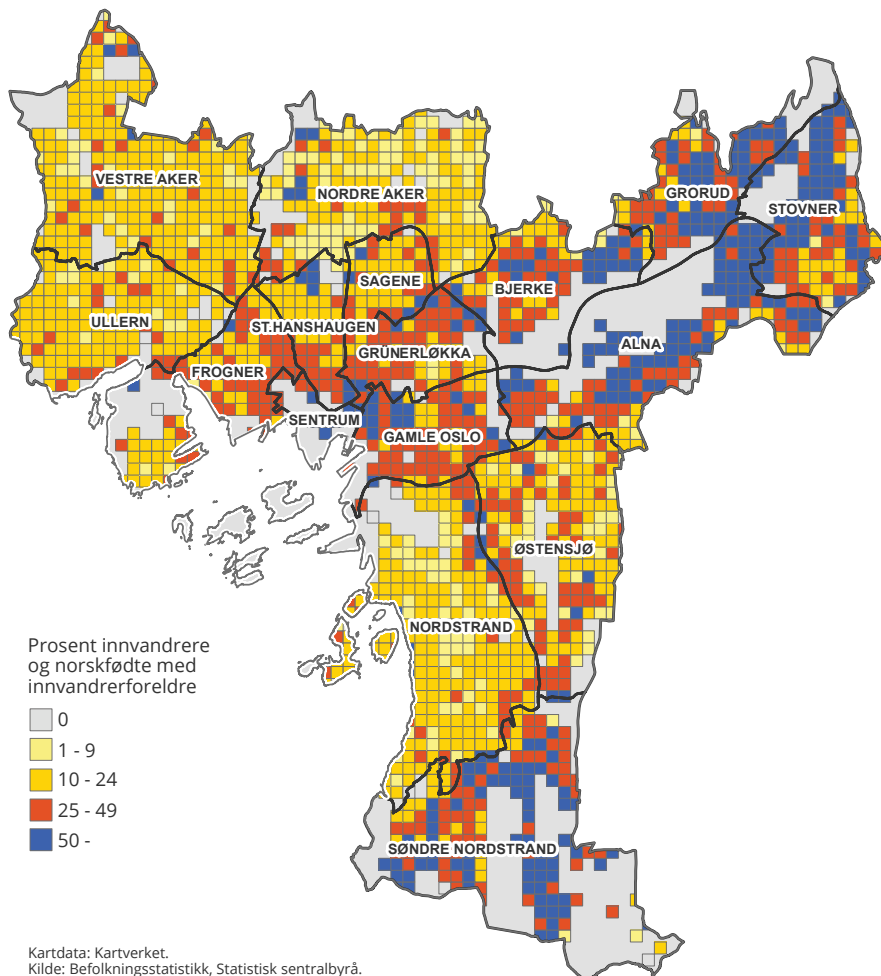 VESTRE AKER
NORDRE AKER
GRORUD
STOVNER
SAGENE
BJERKE
ULLERN
ST.HANSHAUGEN
GRÜNERLØKKA
ALNA
FROGNER
SENTRUM
GAMLE OSLO
ØSTENSJØ
NORDSTRAND
SØNDRE NORDSTRAND
Prosent innvandrere
og norskfødte med
innvandrerforeldre
0
1 - 9
10 - 24
25 - 49
50 -
Kartdata: Kartverket.
Kilde: Befolkningsstatistikk, Statistisk sentralbyrå.